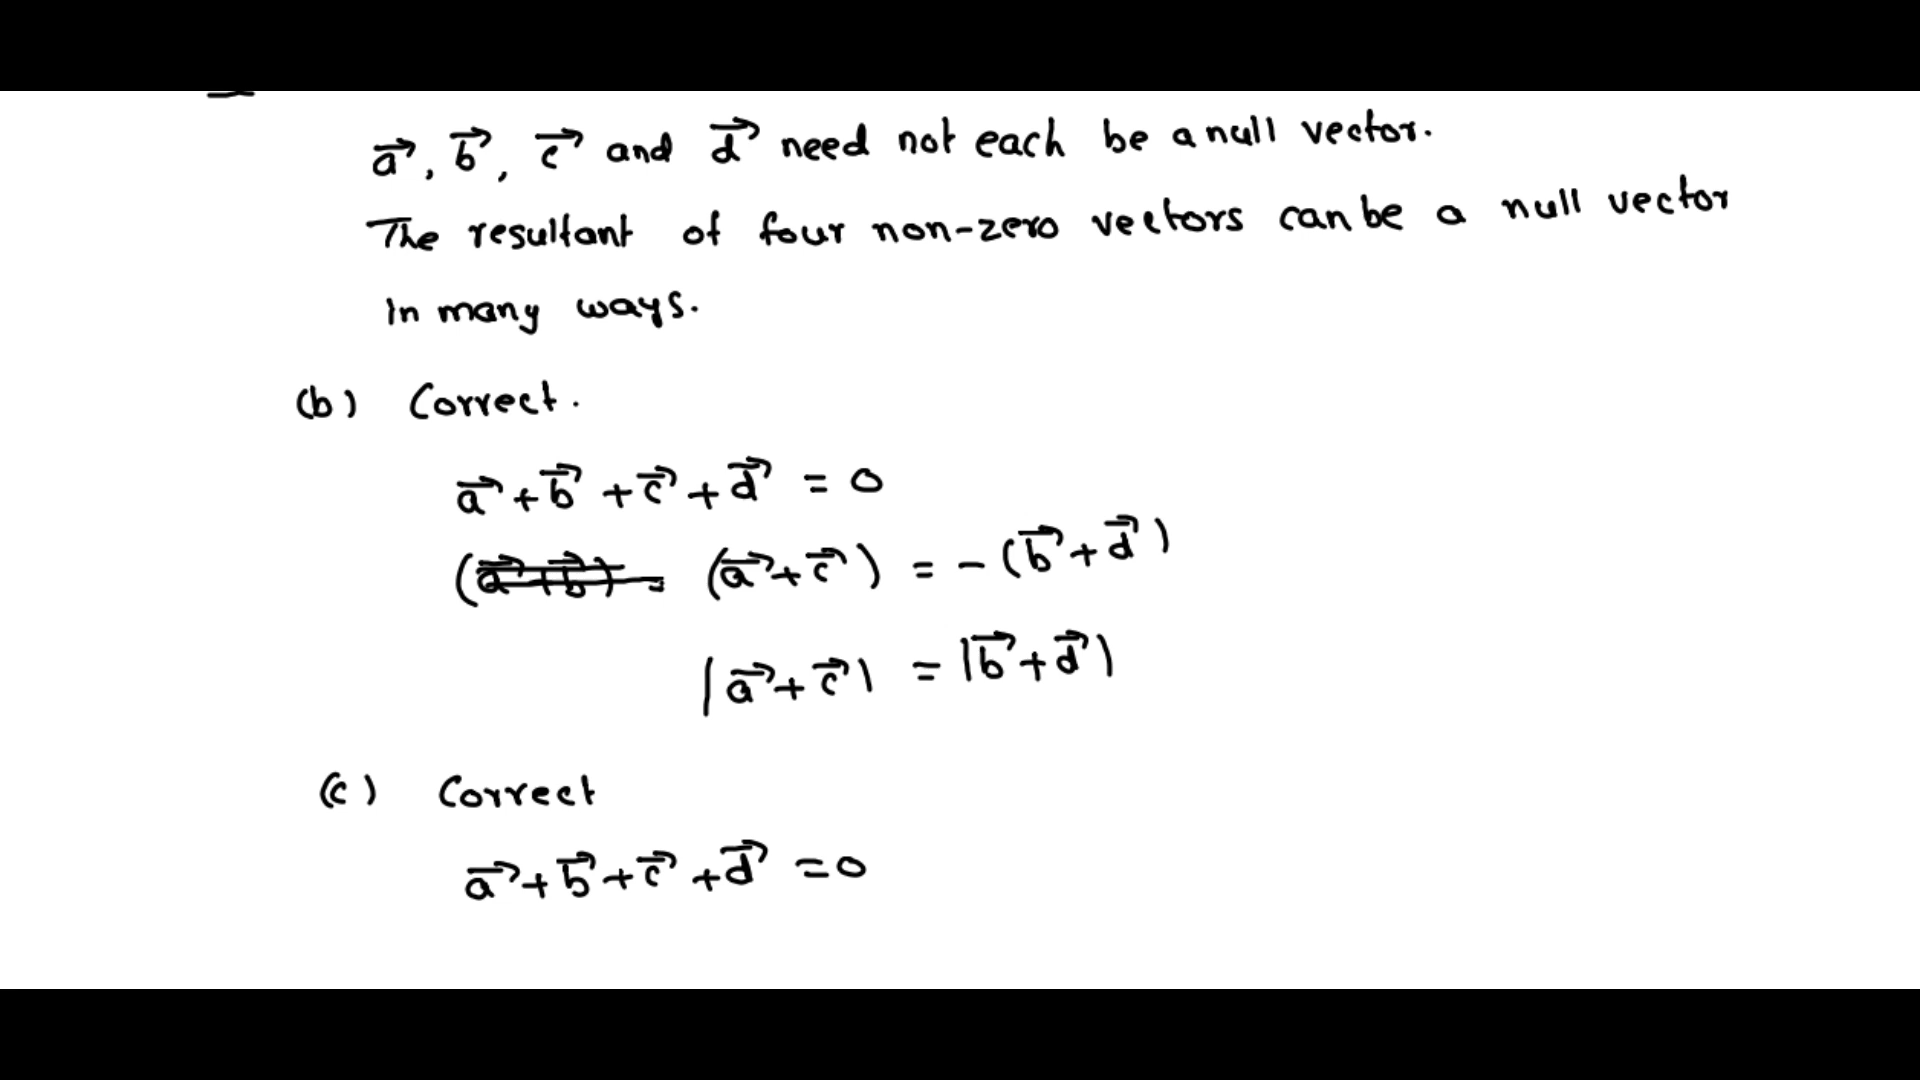 a⃗, b⃗, c⃗ and d⃗ need not each be a null vector.
The resultant of four non-zero vectors can be a null vector
in many ways.
(b) Correct.
a⃗ + b⃗ + c⃗ + d⃗ = 0
(a⃗ + b⃗) = (a⃗ + c⃗) = -(b⃗ + d⃗)
|a⃗ + c⃗| = |b⃗ + d⃗|
(c) Correct
a⃗ + b⃗ + c⃗ + d⃗ = 0